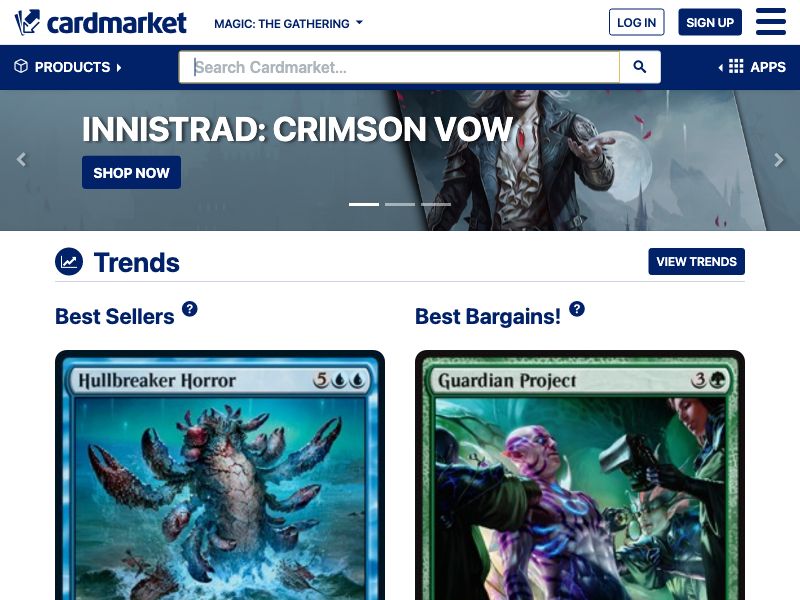 cardmarket
MAGIC: THE GATHERING
LOG IN
SIGN UP
PRODUCTS
Search Cardmarket...
APPS
INNISTRAD: CRIMSON VOW
SHOP NOW
Trends
VIEW TRENDS
Best Sellers ?
Best Bargains! ?
Hullbreaker Horror 5
Guardian Project 3